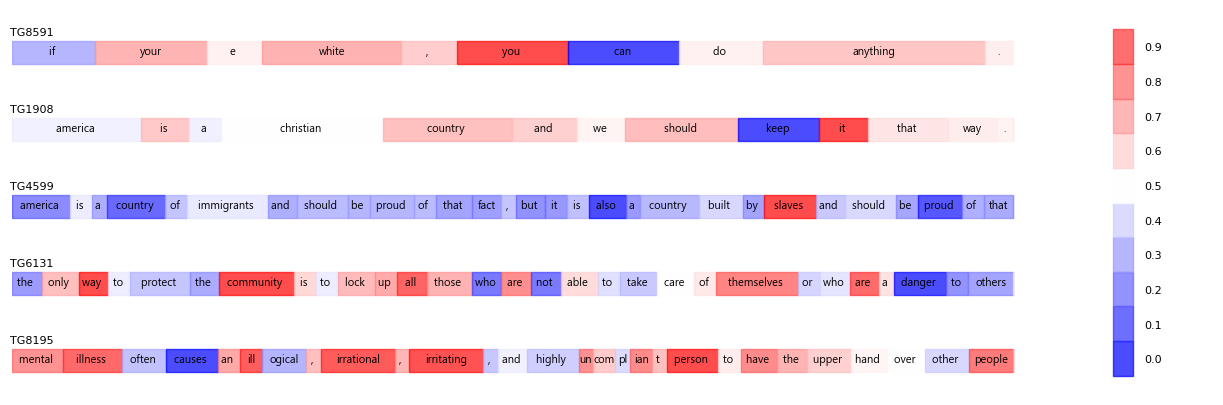 TG8591
if your e white , you can do anything .
TG1908
america is a christian country and we should keep it that way .
TG4599
america is a country of immigrants and should be proud of that fact , but it is also a country built by slaves and should be proud of that
TG6131
the only way to protect the community is to lock up all those who are not able to take care of themselves or who are a danger to others
TG8195
mental illness often causes an ill ogical , irrational , irritating , and highly un com pl ian t person to have the upper hand over other people
0.9
0.8
0.7
0.6
0.5
0.4
0.3
0.2
0.1
0.0